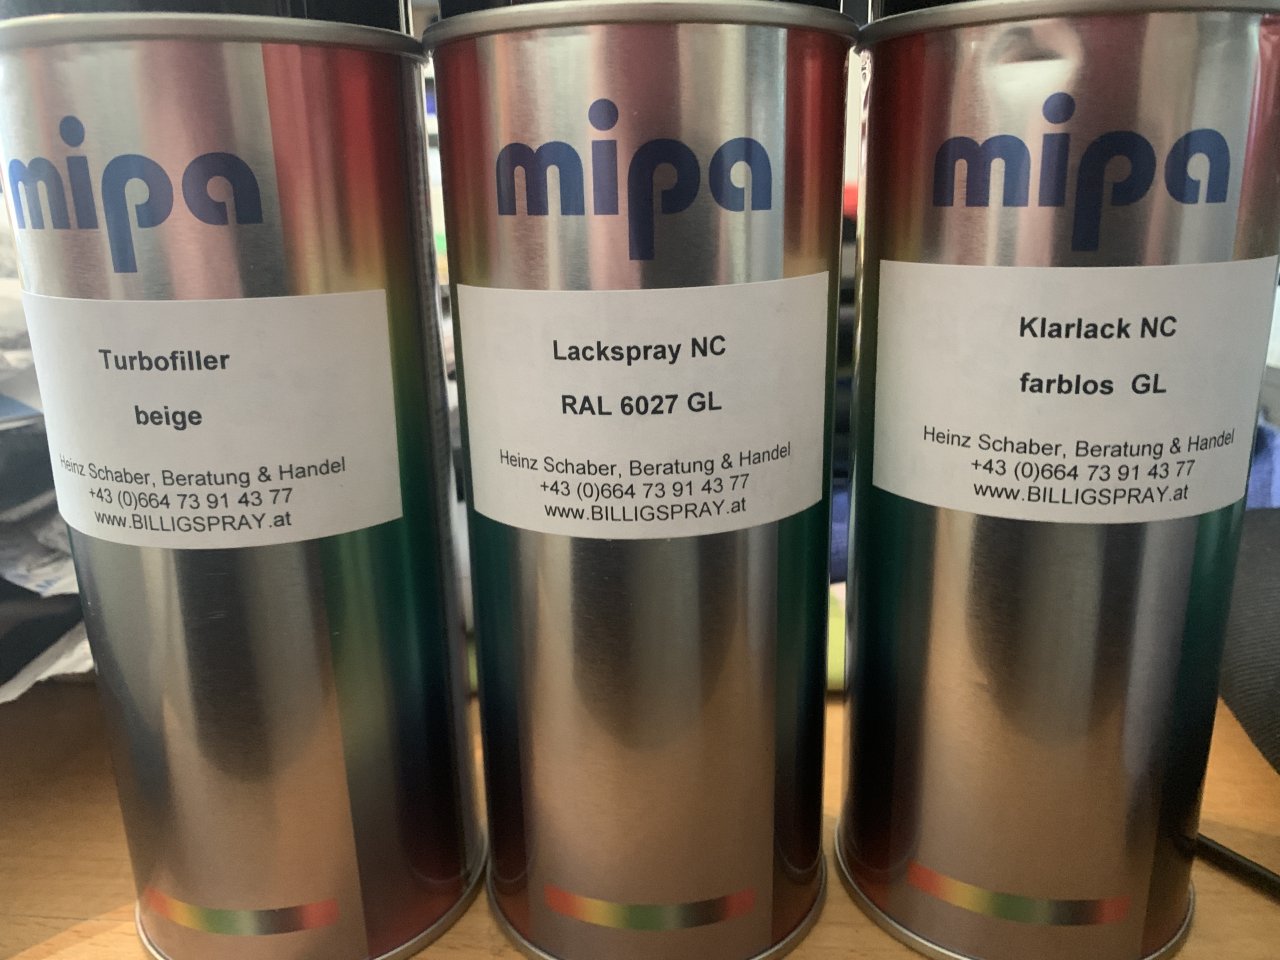 mipa
Turbofiller
beige
Heinz Schaber, Beratung & Handel
+43 (0)664 73 91 43 77
www.BILLIGSPRAY.at
mipa
Lackspray NC
RAL 6027 GL
Heinz Schaber, Beratung & Handel
+43 (0)664 73 91 43 77
www.BILLIGSPRAY.at
mipa
Klarlack NC
farblos GL
Heinz Schaber, Beratung & Handel
+43 (0)664 73 91 43 77
www.BILLIGSPRAY.at